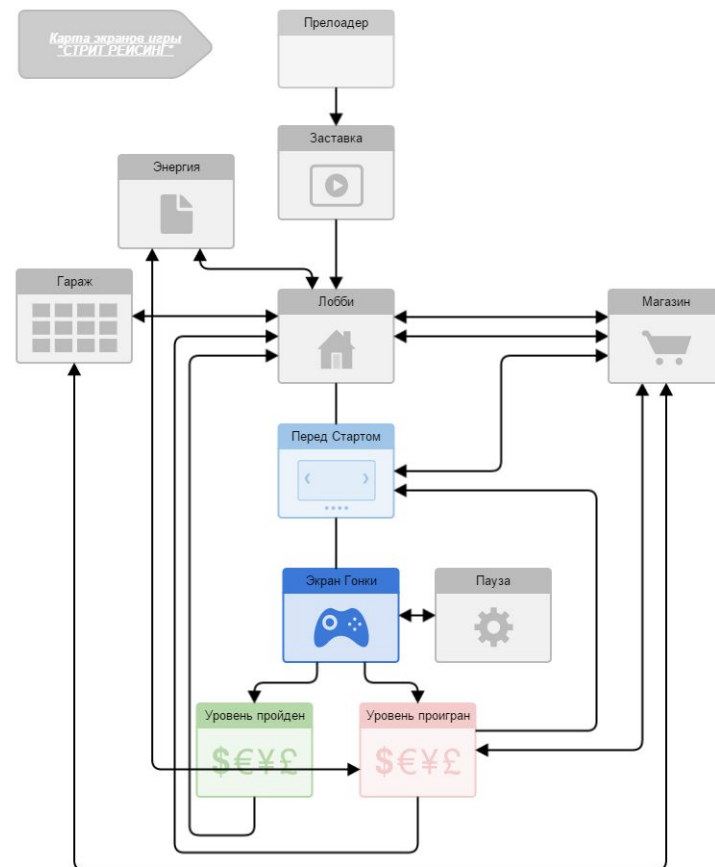 Карта экранов игры
"СТРИТ РЕЙСИНГ"
Прелоадер
Заставка
Энергия
Гараж
Лобби
Магазин
Перед Стартом
Экран Гонки
Пауза
Уровень пройден
Уровень проигран
$€¥£
$€¥£